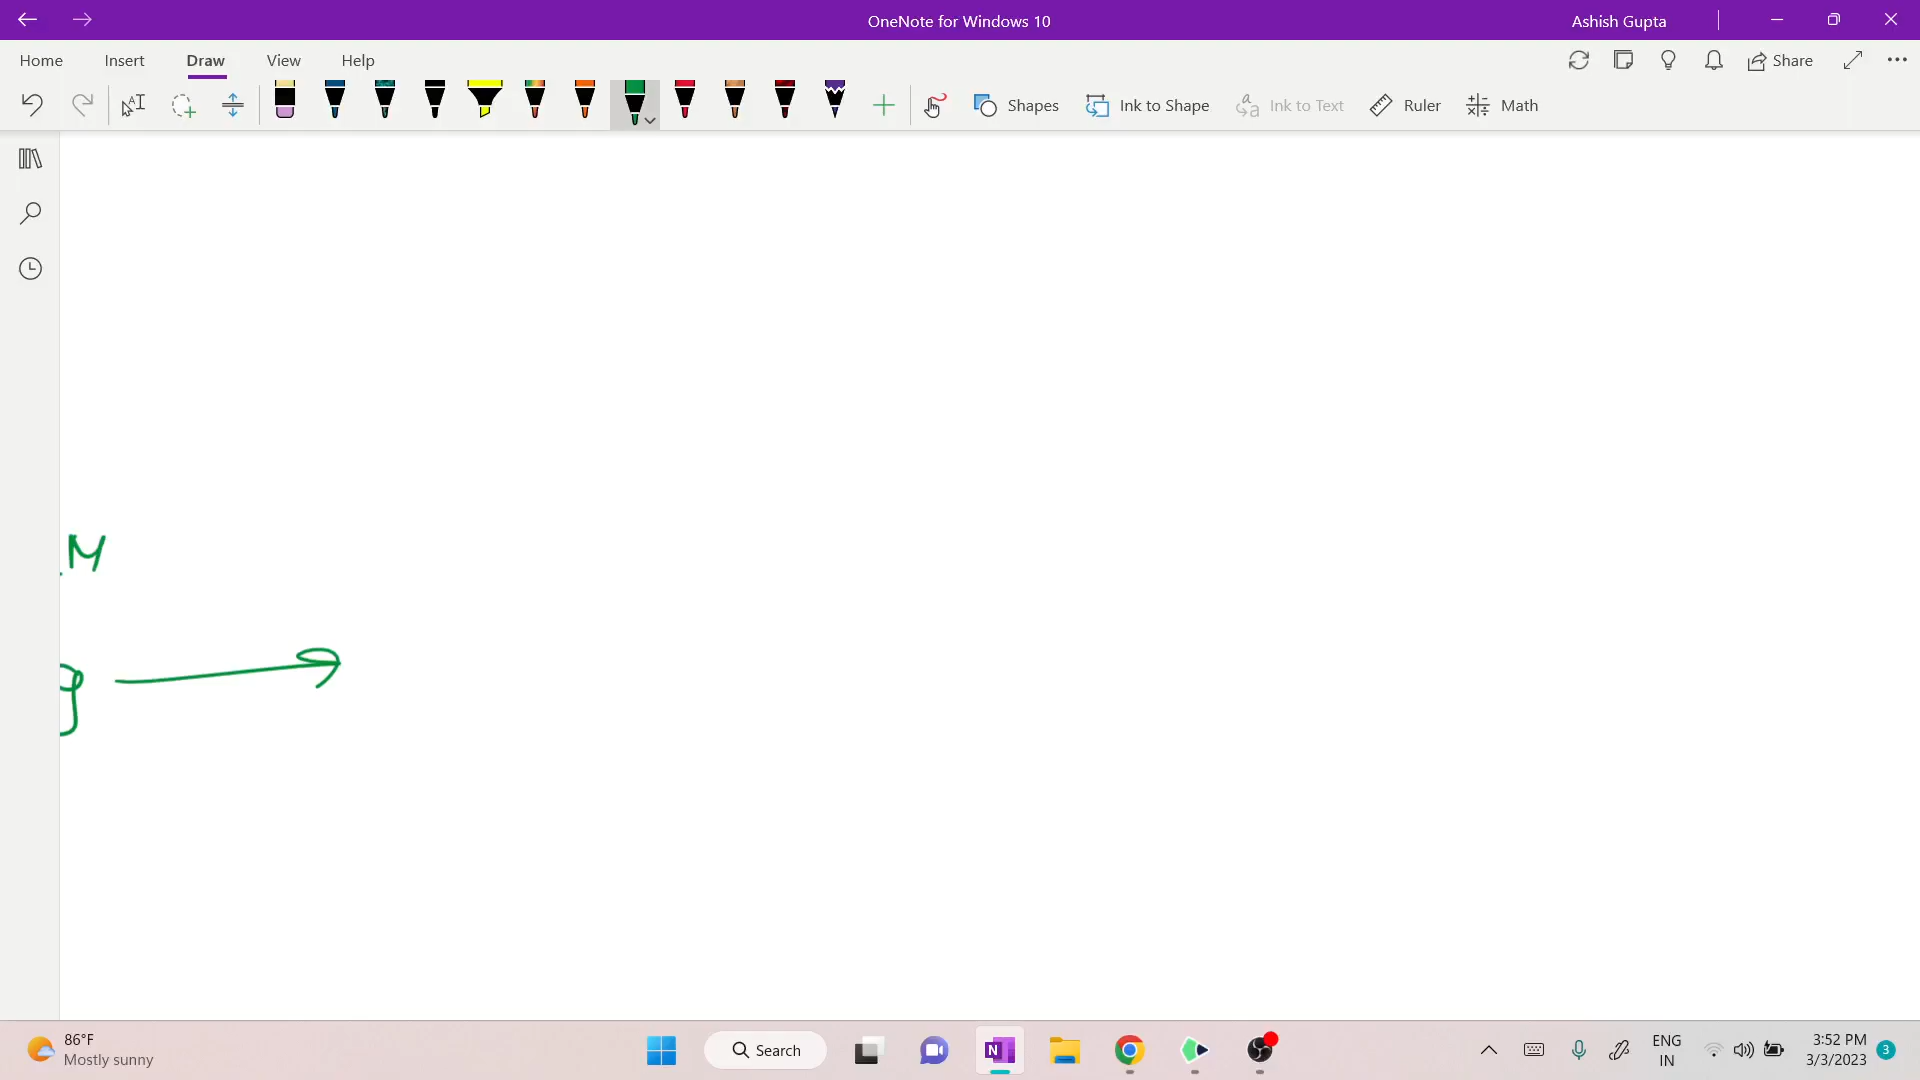 OneNote for Windows 10
Ashish Gupta
Home Insert Draw View Help
Share
Shapes Ink to Shape Ink to Text Ruler Math
M
g
86°F
Mostly sunny
Search
ENG
IN
3:52 PM
3/3/2023
3